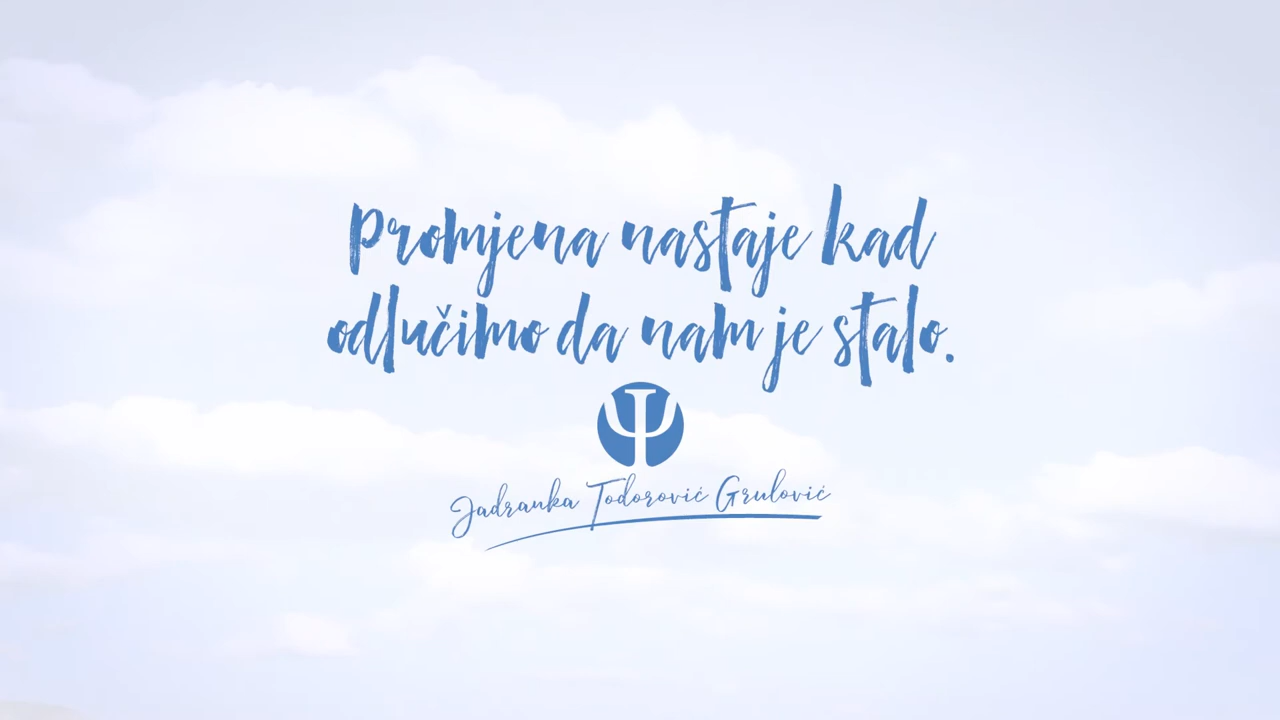 Promjena nastaje kad
odlučimo da nam je stalo.
Ψ
Jadranka Todorović Grulović